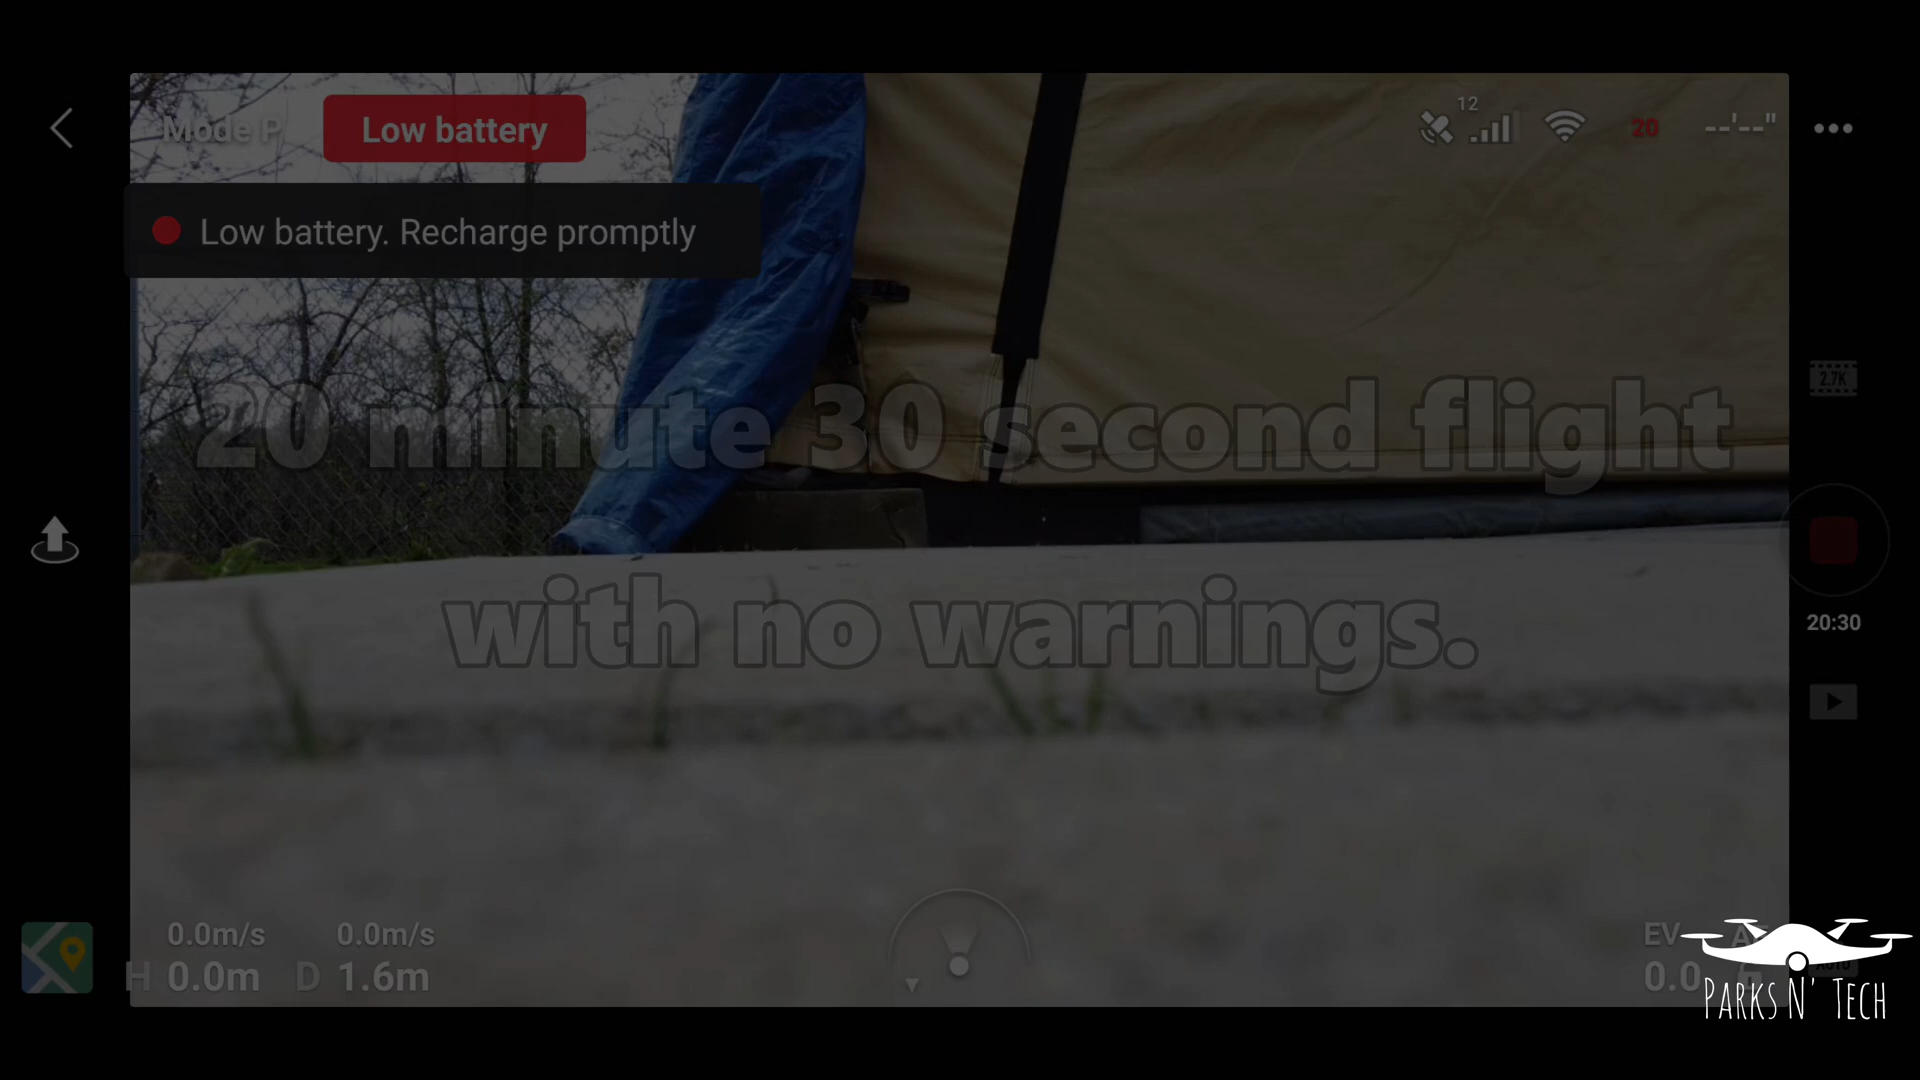 Mode P
Low battery
12
20
--'--"
Low battery. Recharge promptly
2.7K
20 minute 30 second flight
with no warnings.
20:30
0.0m/s 0.0m/s
H 0.0m D 1.6m
EV
0.0
AUTO
PARKS N' TECH